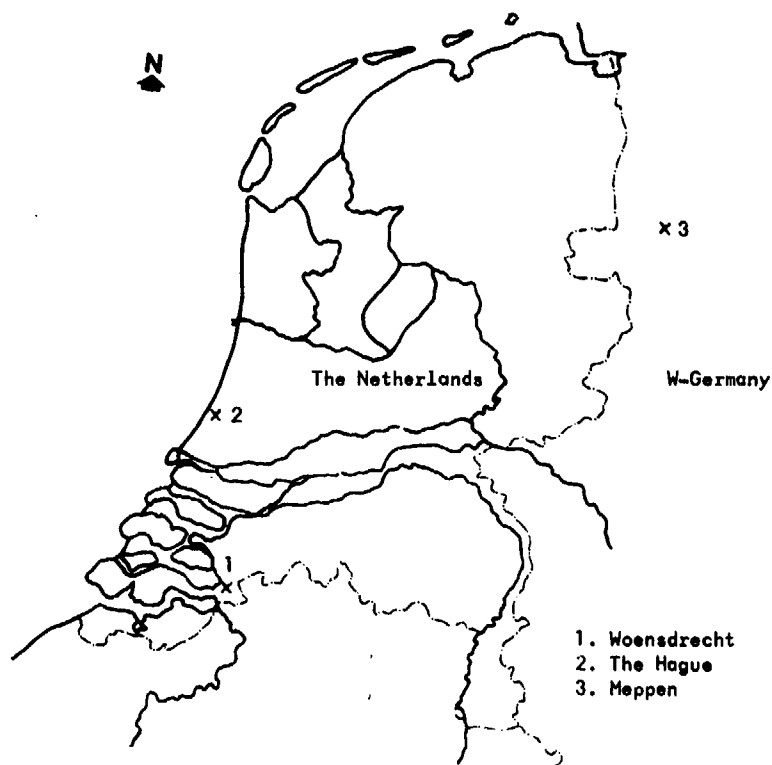 N
x 3
The Netherlands
W-Germany
x 2
1
x
1. Woensdrecht
2. The Hague
3. Meppen